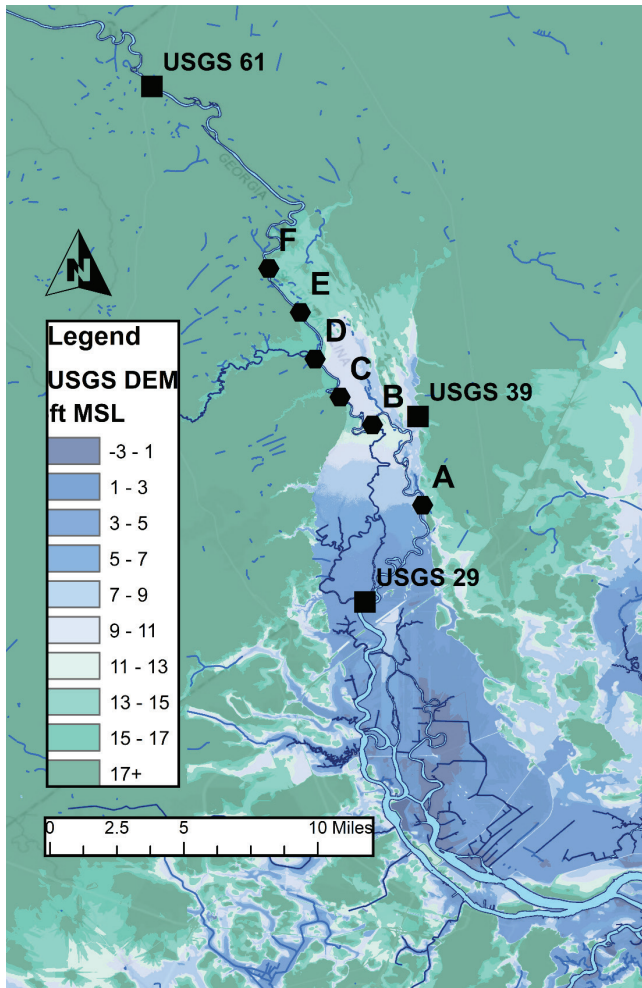 USGS 61
GEORGIA
F
N
E
Legend
D
USGS DEM
C
ft MSL
B
USGS 39
-3 - 1
A
1 - 3
3 - 5
5 - 7
USGS 29
7 - 9
9 - 11
11 - 13
13 - 15
15 - 17
17+
0 2.5 5 10 Miles